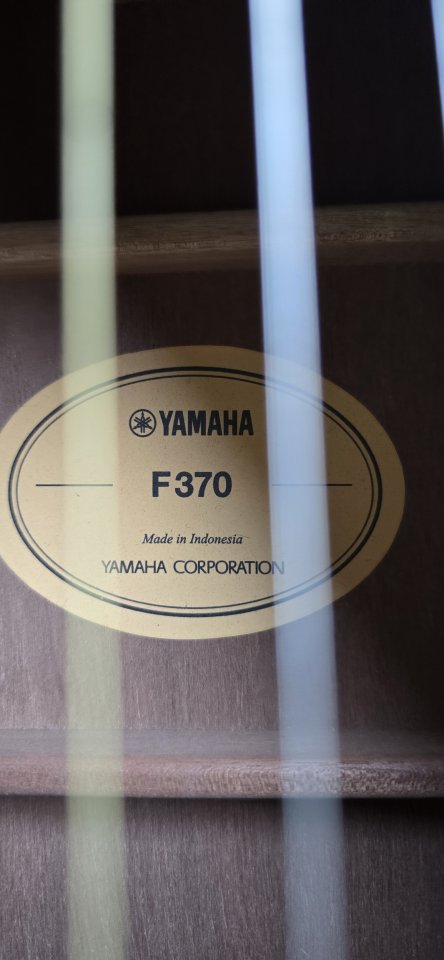 YAMAHA
F370
Made in Indonesia
YAMAHA CORPORATION